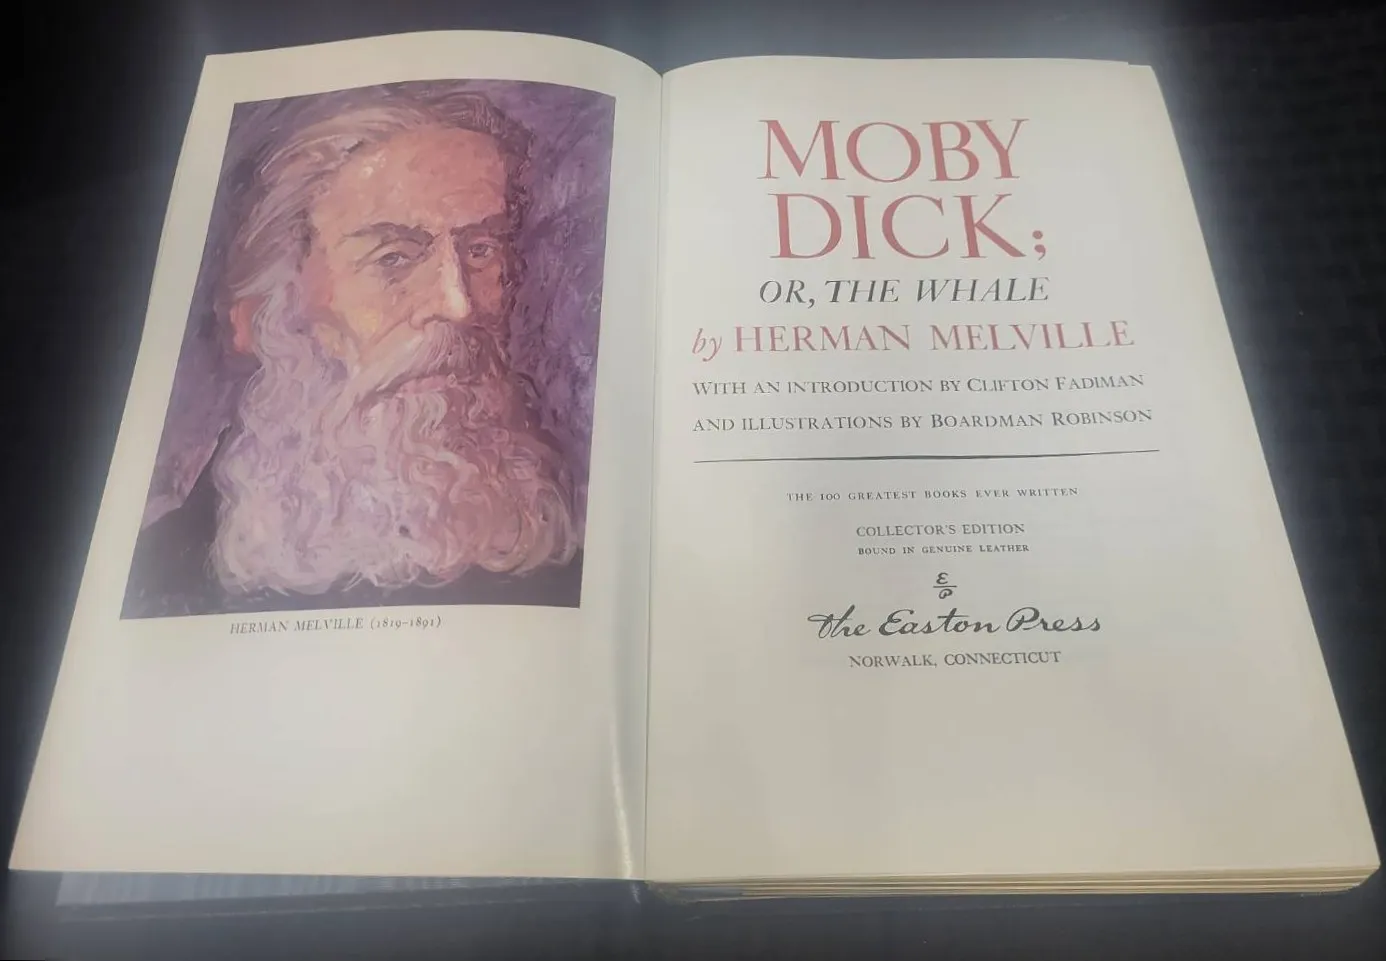 HERMAN MELVILLE (1819–1891)
MOBY
DICK;
OR, THE WHALE
by HERMAN MELVILLE
WITH AN INTRODUCTION BY CLIFTON FADIMAN
AND ILLUSTRATIONS BY BOARDMAN ROBINSON
THE 100 GREATEST BOOKS EVER WRITTEN
COLLECTOR'S EDITION
BOUND IN GENUINE LEATHER
E
P
The Easton Press
NORWALK, CONNECTICUT